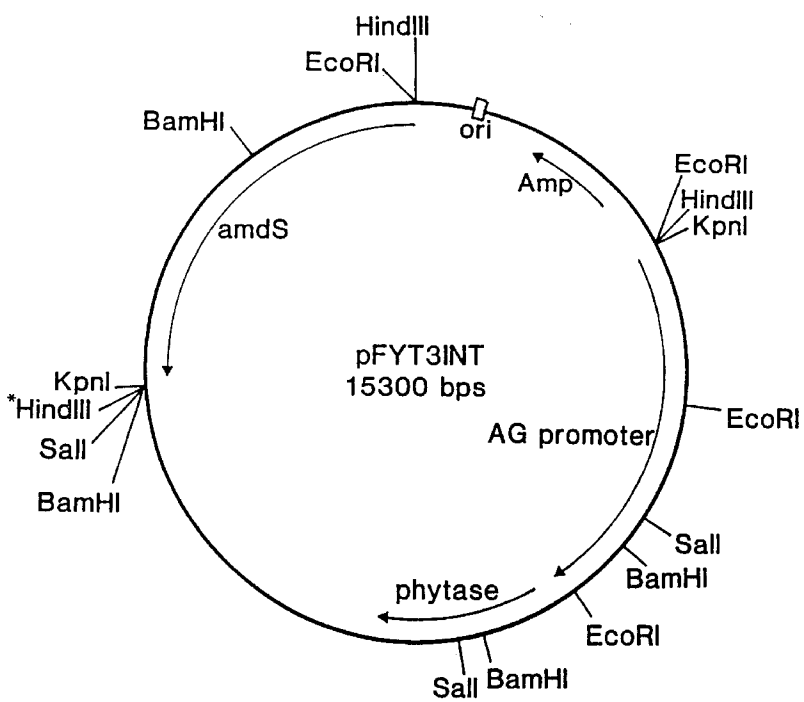 HindIII
EcoRI
BamHI
ori
Amp
EcoRI
HindIII
KpnI
amdS
pFYT3INT
15300 bps
KpnI
*HindIII
SalI
BamHI
EcoRI
AG promoter
SalI
BamHI
phytase
EcoRI
SalI
BamHI